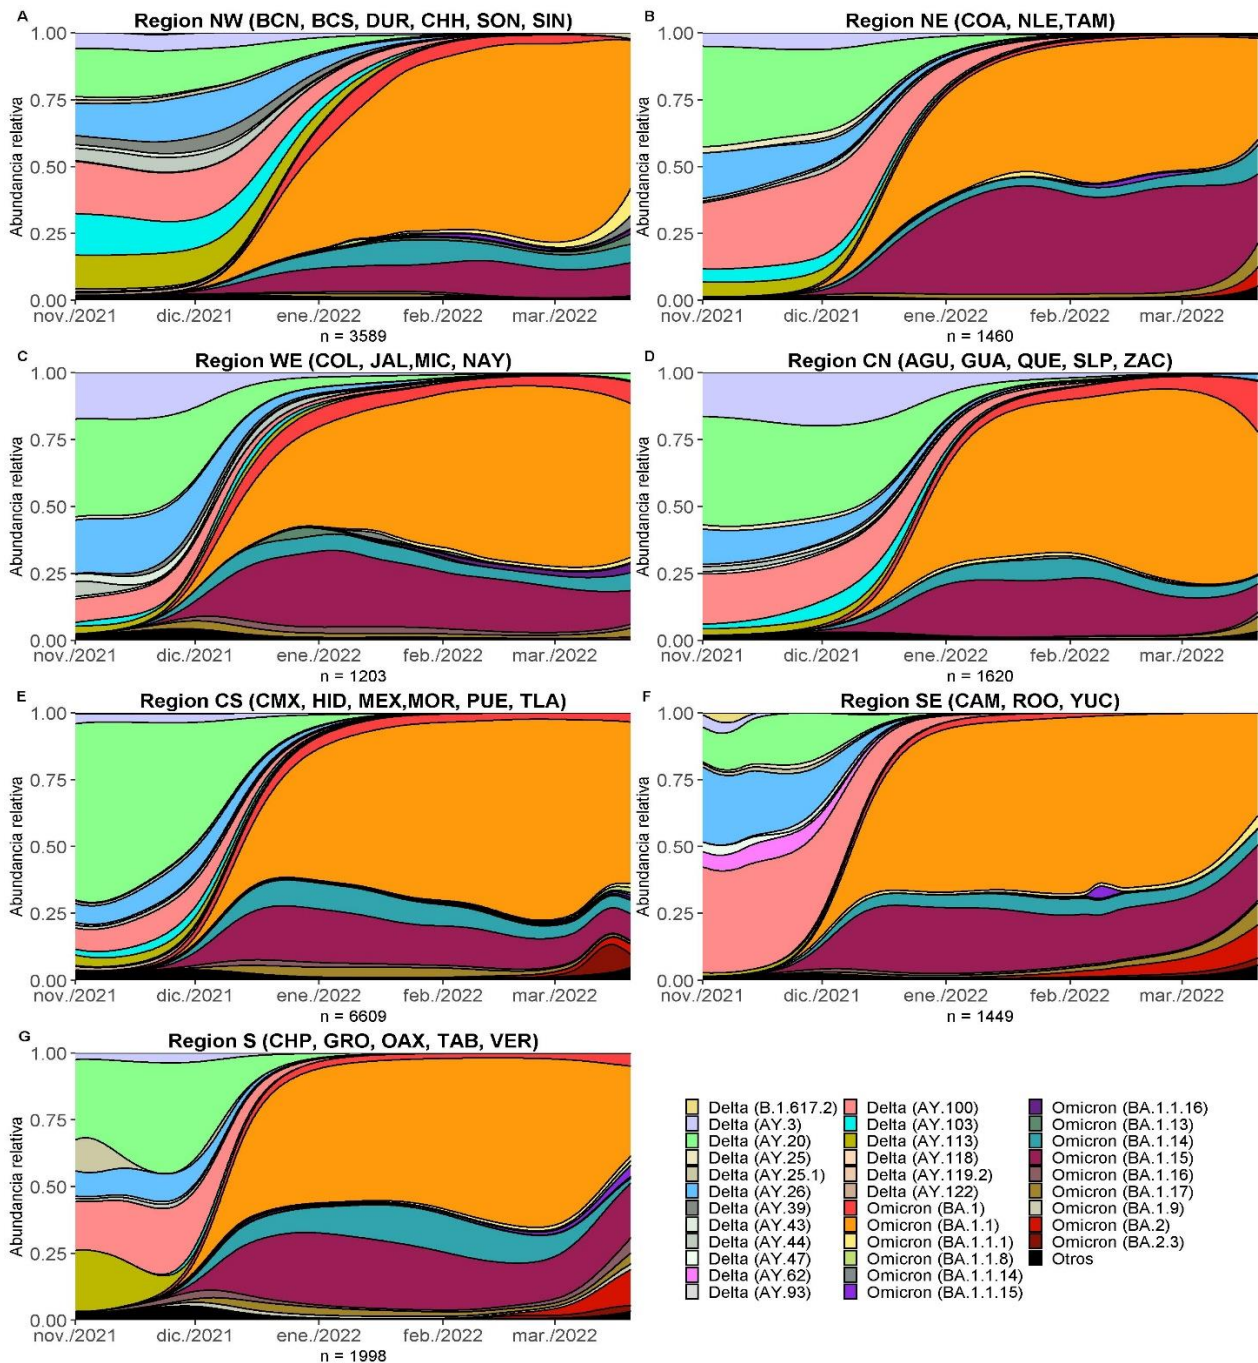 A
Region NW (BCN, BCS, DUR, CHH, SON, SIN)
Abundancia relativa
1.00
0.75
0.50
0.25
0.00
nov./2021 dic./2021 ene./2022 feb./2022 mar./2022
n = 3589
B
Region NE (COA, NLE,TAM)
Abundancia relativa
1.00
0.75
0.50
0.25
0.00
nov./2021 dic./2021 ene./2022 feb./2022 mar./2022
n = 1460
C
Region WE (COL, JAL,MIC, NAY)
Abundancia relativa
1.00
0.75
0.50
0.25
0.00
nov./2021 dic./2021 ene./2022 feb./2022 mar./2022
n = 1203
D
Region CN (AGU, GUA, QUE, SLP, ZAC)
Abundancia relativa
1.00
0.75
0.50
0.25
0.00
nov./2021 dic./2021 ene./2022 feb./2022 mar./2022
n = 1620
E
Region CS (CMX, HID, MEX,MOR, PUE, TLA)
Abundancia relativa
1.00
0.75
0.50
0.25
0.00
nov./2021 dic./2021 ene./2022 feb./2022 mar./2022
n = 6609
F
Region SE (CAM, ROO, YUC)
Abundancia relativa
1.00
0.75
0.50
0.25
0.00
nov./2021 dic./2021 ene./2022 feb./2022 mar./2022
n = 1449
G
Region S (CHP, GRO, OAX, TAB, VER)
Abundancia relativa
1.00
0.75
0.50
0.25
0.00
nov./2021 dic./2021 ene./2022 feb./2022 mar./2022
n = 1998
Delta (B.1.617.2)
Delta (AY.3)
Delta (AY.20)
Delta (AY.25)
Delta (AY.25.1)
Delta (AY.26)
Delta (AY.39)
Delta (AY.43)
Delta (AY.44)
Delta (AY.47)
Delta (AY.62)
Delta (AY.93)
Delta (AY.100)
Delta (AY.103)
Delta (AY.113)
Delta (AY.118)
Delta (AY.119.2)
Delta (AY.122)
Omicron (BA.1)
Omicron (BA.1.1)
Omicron (BA.1.1.1)
Omicron (BA.1.1.8)
Omicron (BA.1.1.14)
Omicron (BA.1.1.15)
Omicron (BA.1.1.16)
Omicron (BA.1.13)
Omicron (BA.1.14)
Omicron (BA.1.15)
Omicron (BA.1.16)
Omicron (BA.1.17)
Omicron (BA.1.9)
Omicron (BA.2)
Omicron (BA.2.3)
Otros